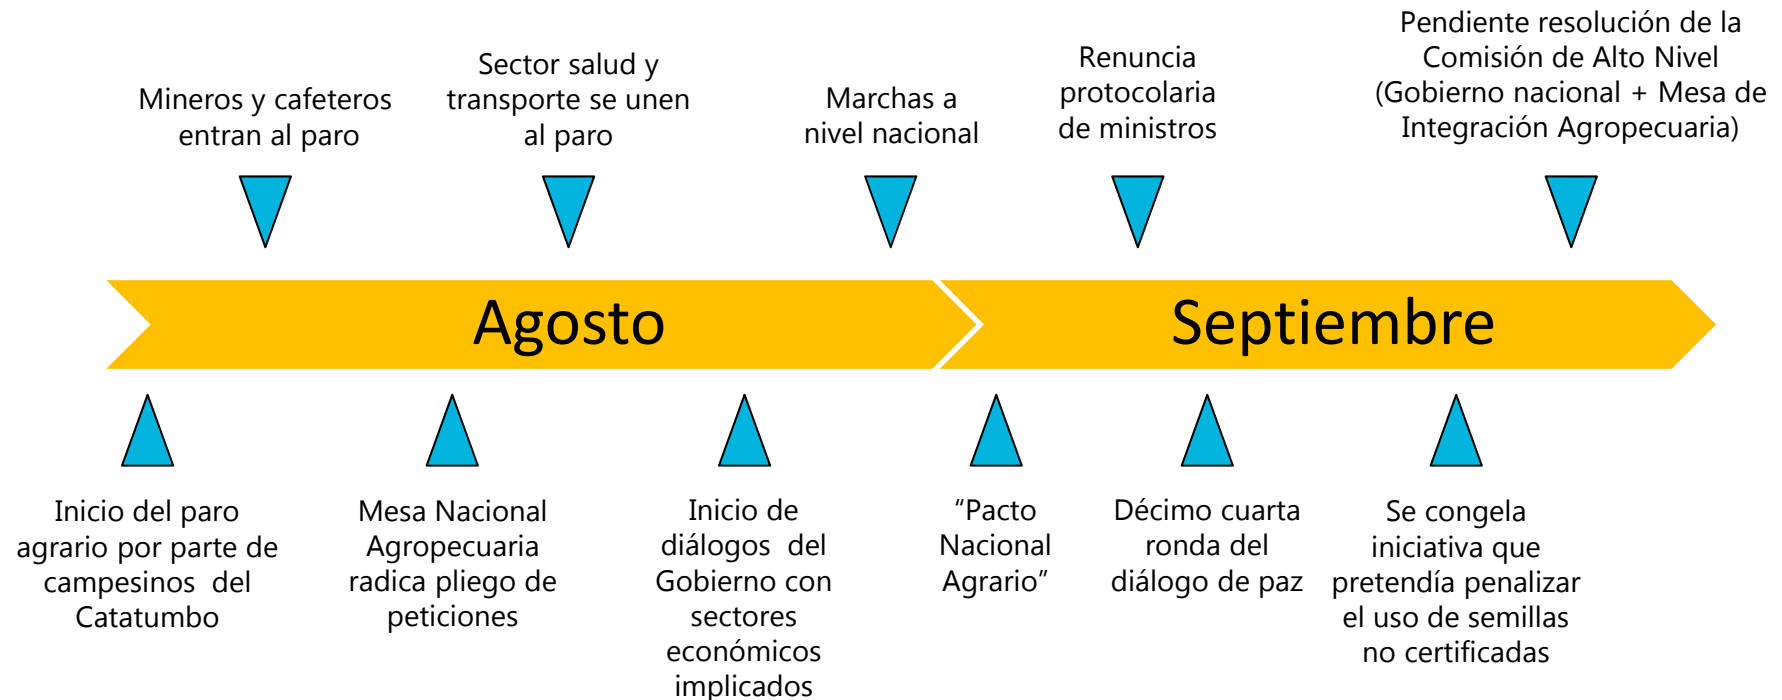 Mineros y cafeteros
entran al paro
Sector salud y
transporte se unen
al paro
Marchas a
nivel nacional
Renuncia
protocolaria
de ministros
Pendiente resolución de la
Comisión de Alto Nivel
(Gobierno nacional + Mesa de
Integración Agropecuaria)
Agosto
Septiembre
Inicio del paro
agrario por parte de
campesinos del
Catatumbo
Mesa Nacional
Agropecuaria
radica pliego de
peticiones
Inicio de
diálogos del
Gobierno con
sectores
económicos
implicados
“Pacto
Nacional
Agrario”
Décimo cuarta
ronda del
diálogo de paz
Se congela
iniciativa que
pretendía penalizar
el uso de semillas
no certificadas